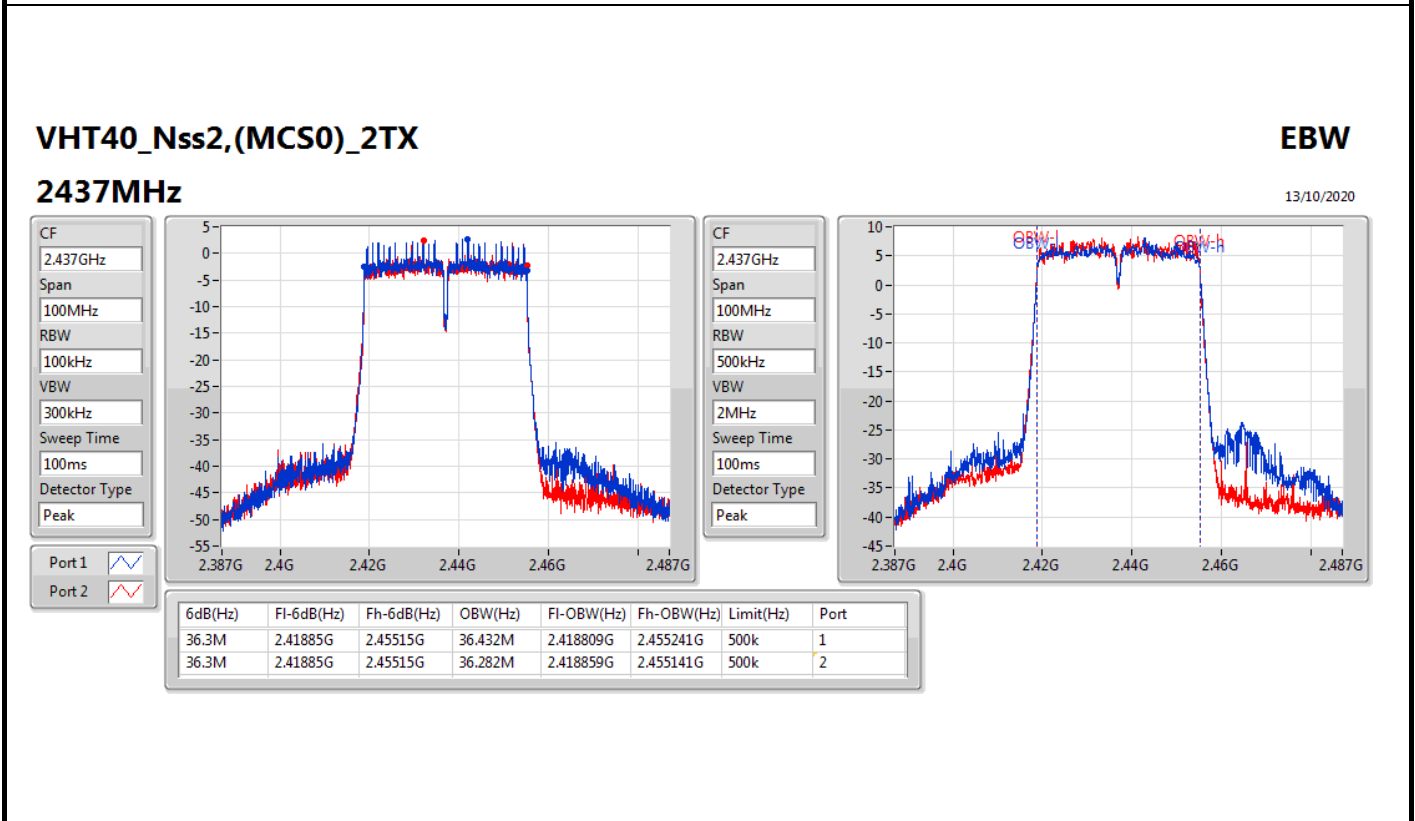 VHT40_Nss2,(MCS0)_2TX
EBW
2437MHz
13/10/2020
CF
2.437GHz
Span
100MHz
RBW
100kHz
VBW
300kHz
Sweep Time
100ms
Detector Type
Peak
Port 1
Port 2
5
0
-5
-10
-15
-20
-25
-30
-35
-40
-45
-50
-55
2.387G 2.4G 2.42G 2.44G 2.46G 2.487G
CF
2.437GHz
Span
100MHz
RBW
500kHz
VBW
2MHz
Sweep Time
100ms
Detector Type
Peak
10
5
0
-5
-10
-15
-20
-25
-30
-35
-40
-45
OBW-l OBW-h
OBW-l OBW-h
2.387G 2.4G 2.42G 2.44G 2.46G 2.487G
6dB(Hz) Fl-6dB(Hz) Fh-6dB(Hz) OBW(Hz) Fl-OBW(Hz) Fh-OBW(Hz) Limit(Hz) Port
36.3M 2.41885G 2.45515G 36.432M 2.418809G 2.455241G 500k 1
36.3M 2.41885G 2.45515G 36.282M 2.418859G 2.455141G 500k 2